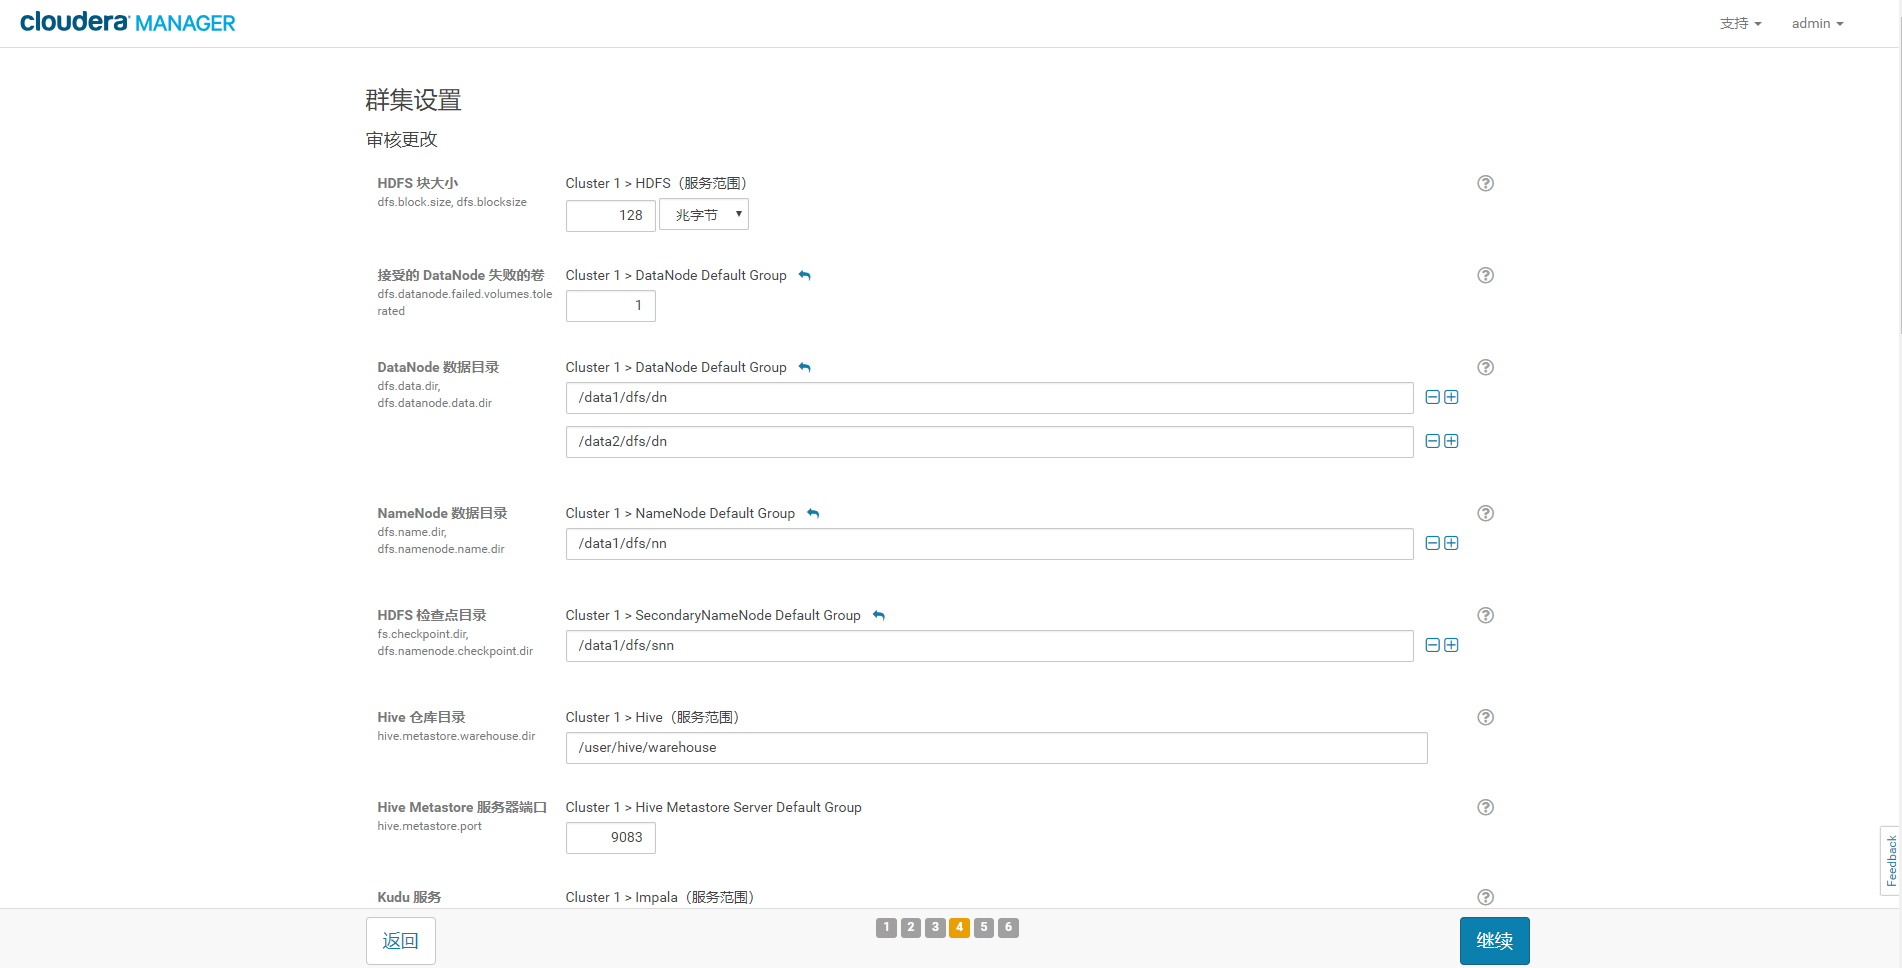 cloudera MANAGER
支持 admin
群集设置
审核更改
HDFS 块大小
dfs.block.size, dfs.blocksize
Cluster 1 > HDFS（服务范围）
128 兆字节
接受的 DataNode 失败的卷
dfs.datanode.failed.volumes.tole
rated
Cluster 1 > DataNode Default Group
1
DataNode 数据目录
dfs.data.dir,
dfs.datanode.data.dir
Cluster 1 > DataNode Default Group
/data1/dfs/dn
/data2/dfs/dn
NameNode 数据目录
dfs.name.dir,
dfs.namenode.name.dir
Cluster 1 > NameNode Default Group
/data1/dfs/nn
HDFS 检查点目录
fs.checkpoint.dir,
dfs.namenode.checkpoint.dir
Cluster 1 > SecondaryNameNode Default Group
/data1/dfs/snn
Hive 仓库目录
hive.metastore.warehouse.dir
Cluster 1 > Hive（服务范围）
/user/hive/warehouse
Hive Metastore 服务器端口
hive.metastore.port
Cluster 1 > Hive Metastore Server Default Group
9083
Kudu 服务
Cluster 1 > Impala（服务范围）
Feedback
返回
1 2 3 4 5 6
继续